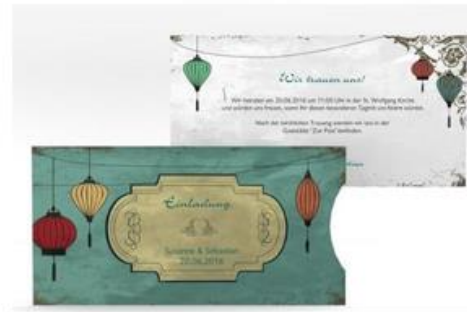 Wir trauen uns!
Wir heiraten am 20.06.2016 um 11:00 Uhr in der St. Wolfgang Kirche
und würden uns freuen, wenn Ihr diesen besonderen Tag mit uns feiern würdet.
Nach der kirchlichen Trauung werden wir uns in der
Gaststätte "Zur Post" einfinden.
Einladung
Susanne & Sebastian
20.06.2016